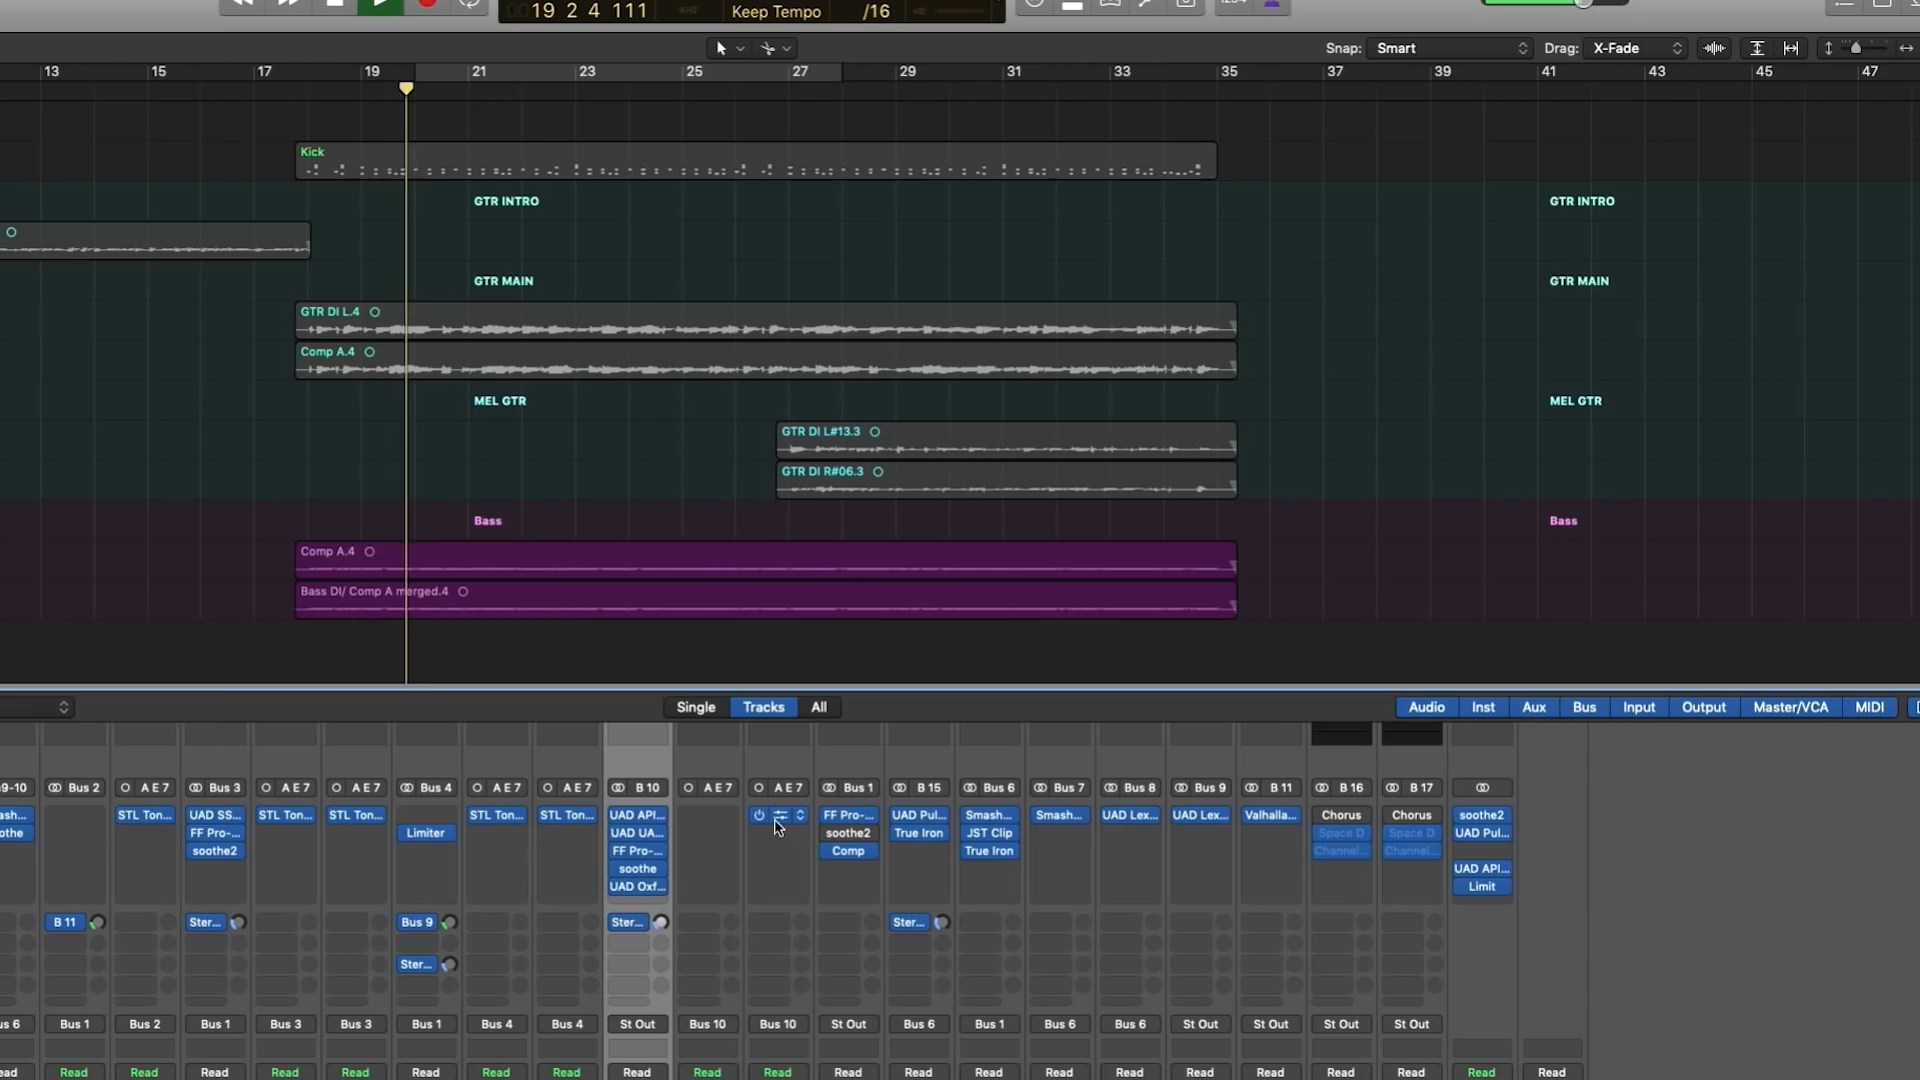 19 2 4 111 Keep Tempo /16
Snap: Smart Drag: X-Fade
13 15 17 19 21 23 25 27 29 31 33 35 37 39 41 43 45 47
Kick
GTR INTRO GTR INTRO
GTR MAIN GTR MAIN
GTR DI L.4
Comp A.4
MEL GTR MEL GTR
GTR DI L#13.3
GTR DI R#06.3
Bass Bass
Comp A.4
Bass DI/ Comp A merged.4
Single Tracks All Audio Inst Aux Bus Input Output Master/VCA MIDI
9-10 Bus 2 A E 7 Bus 3 A E 7 A E 7 Bus 4 A E 7 A E 7 B 10 A E 7 A E 7 Bus 1 B 15 Bus 6 Bus 7 Bus 8 Bus 9 B 11 B 16 B 17
ash... STL Ton... UAD SS... STL Ton... STL Ton... STL Ton... STL Ton... UAD API... FF Pro-... UAD Pul... Smash... Smash... UAD Lex... UAD Lex... Valhalla... Chorus Chorus soothe2
othe FF Pro-... Limiter UAD UA... soothe2 True Iron JST Clip Space D Space D UAD Pul...
soothe2 FF Pro-... Comp True Iron Channel... Channel...
soothe UAD API...
UAD Oxf... Limit
B 11 Ster... Bus 9 Ster... Ster...
Ster...
us 6 Bus 1 Bus 2 Bus 1 Bus 3 Bus 3 Bus 1 Bus 4 Bus 4 St Out Bus 10 Bus 10 St Out Bus 6 Bus 1 Bus 6 Bus 6 St Out St Out St Out St Out
ead Read Read Read Read Read Read Read Read Read Read Read Read Read Read Read Read Read Read Read Read Read Read